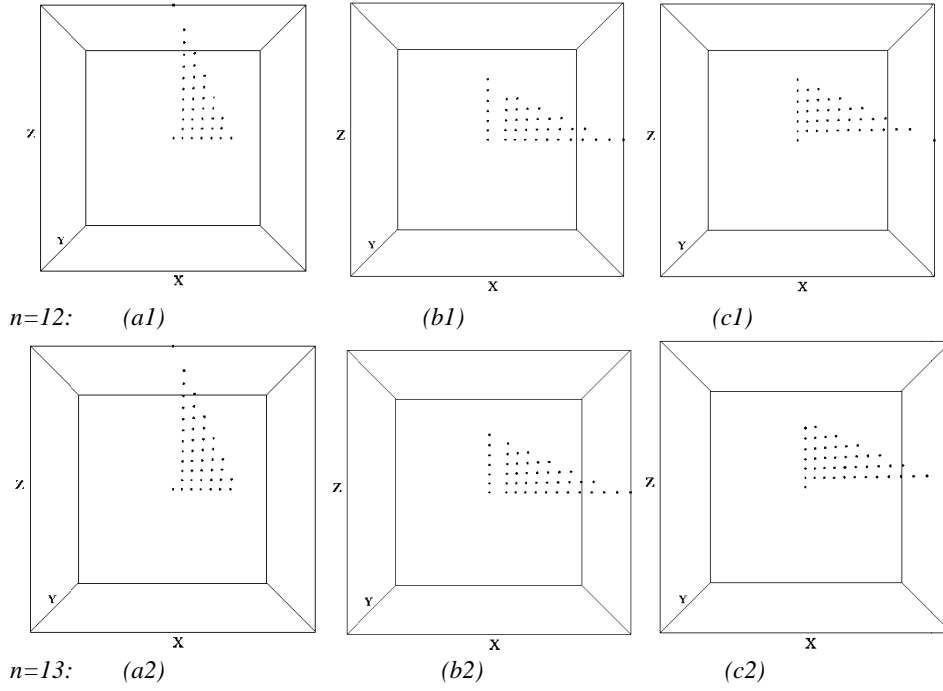 Z
Y
X
Z
Y
X
Z
Y
X
n=12: (a1) (b1) (c1)
Z
Y
X
Z
Y
X
Z
Y
X
n=13: (a2) (b2) (c2)